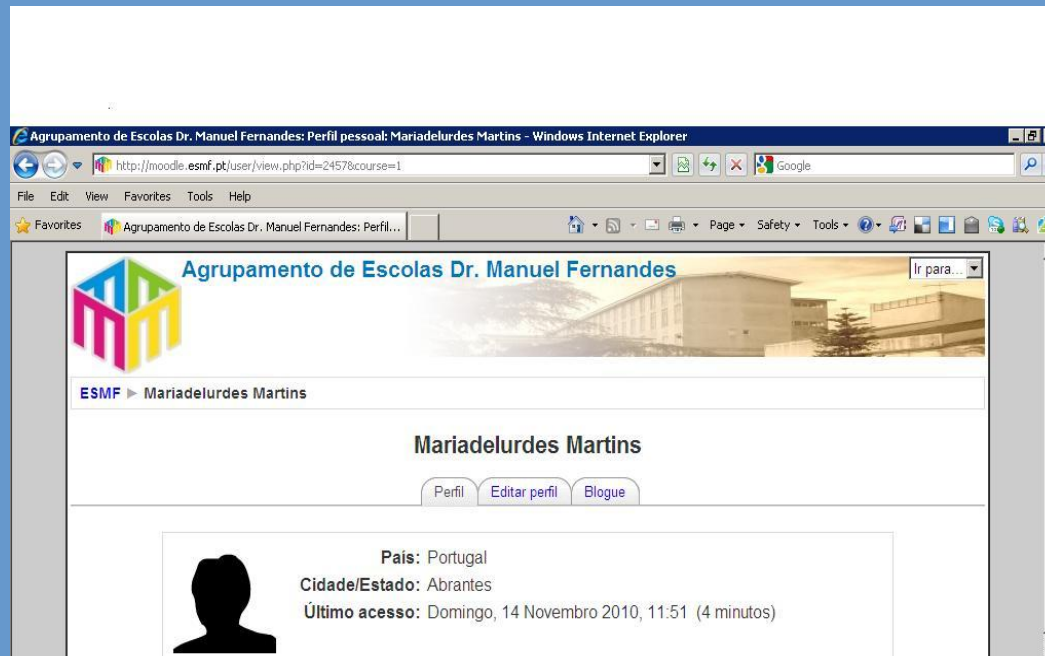 Agrupamento de Escolas Dr. Manuel Fernandes: Perfil pessoal: Mariadelurdes Martins - Windows Internet Explorer
http://moodle.esmf.pt/user/view.php?id=2457&course=1
Google
File Edit View Favorites Tools Help
Favorites Agrupamento de Escolas Dr. Manuel Fernandes: Perfil... Page Safety Tools
Agrupamento de Escolas Dr. Manuel Fernandes
Ir para...
ESMF ► Mariadelurdes Martins
Mariadelurdes Martins
Perfil Editar perfil Blogue
País: Portugal
Cidade/Estado: Abrantes
Último acesso: Domingo, 14 Novembro 2010, 11:51 (4 minutos)